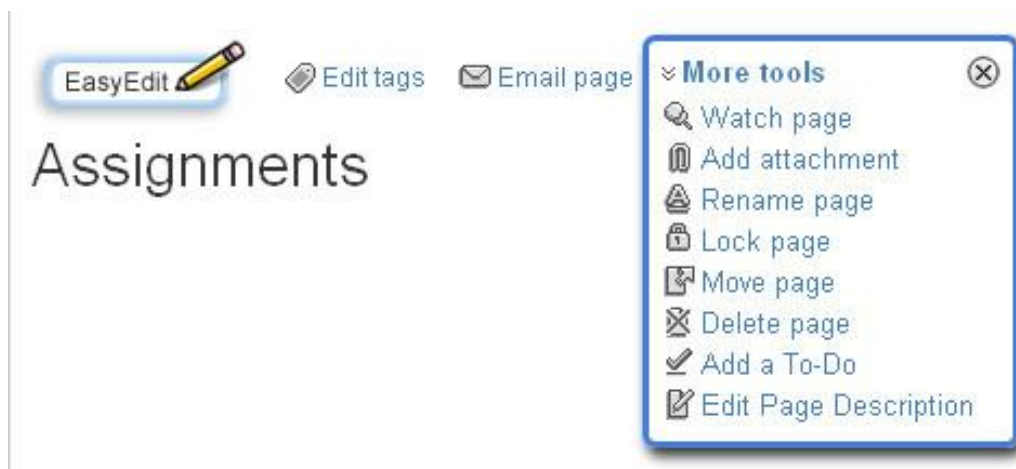 EasyEdit Edit tags Email page
Assignments
More tools
Watch page
Add attachment
Rename page
Lock page
Move page
Delete page
Add a To-Do
Edit Page Description